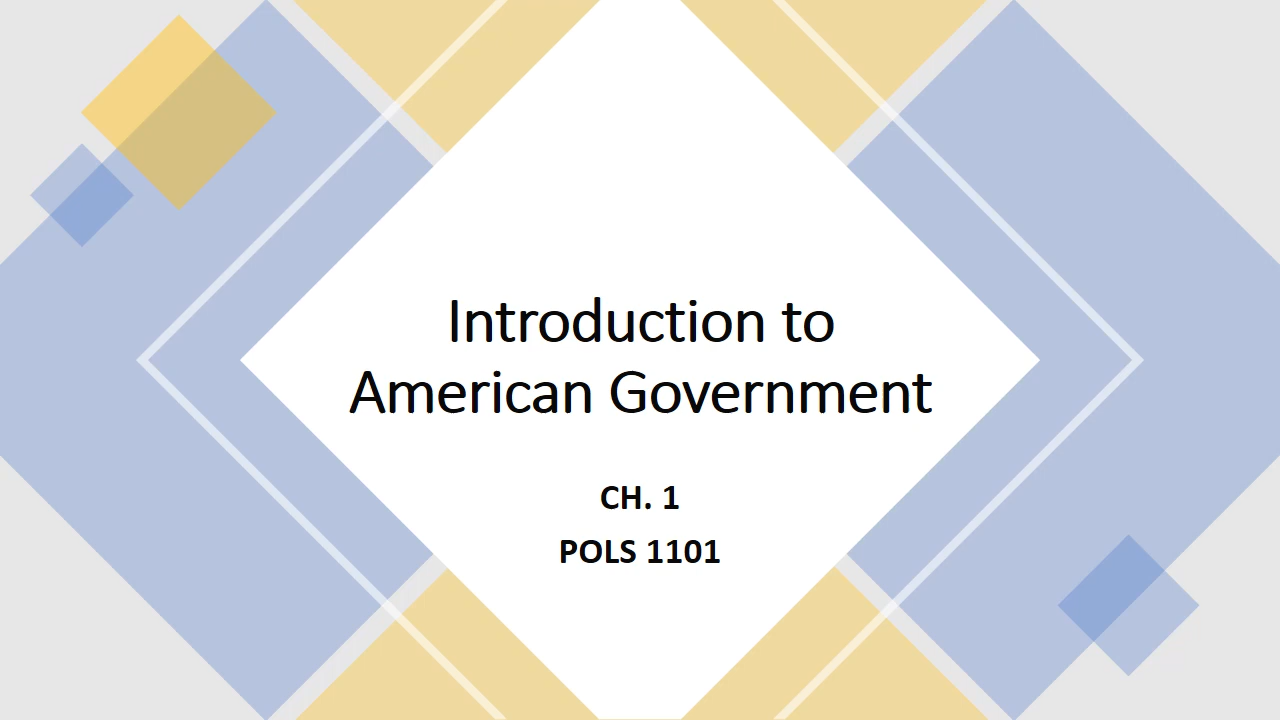 Introduction to
American Government
CH. 1
POLS 1101